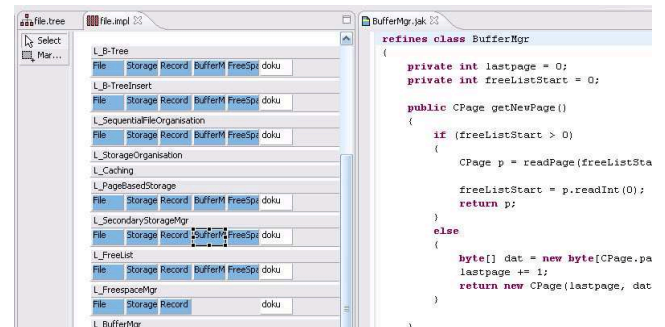 file.tree
file.impl
Select
Mar...
L_B-Tree
File Storage Record BufferM FreeSpa doku
L_B-TreeInsert
File Storage Record BufferM FreeSpa doku
L_SequentialFileOrganisation
File Storage Record BufferM FreeSpa doku
L_StorageOrganisation
L_Caching
L_PageBasedStorage
File Storage Record BufferM FreeSpa doku
L_SecondaryStorageMgr
File Storage Record BufferM FreeSpa doku
L_FreeList
File Storage Record BufferM FreeSpa doku
L_FreespaceMgr
File Storage Record doku
L_BufferMgr
BufferMgr.jak
refines class BufferMgr
{
private int lastpage = 0;
private int freeListStart = 0;
public CPage getNewPage()
{
if (freeListStart > 0)
{
CPage p = readPage(freeListSta
freeListStart = p.readInt(0);
return p;
}
else
{
byte[] dat = new byte[CPage.pa
lastpage += 1;
return new CPage(lastpage, dat
}
}